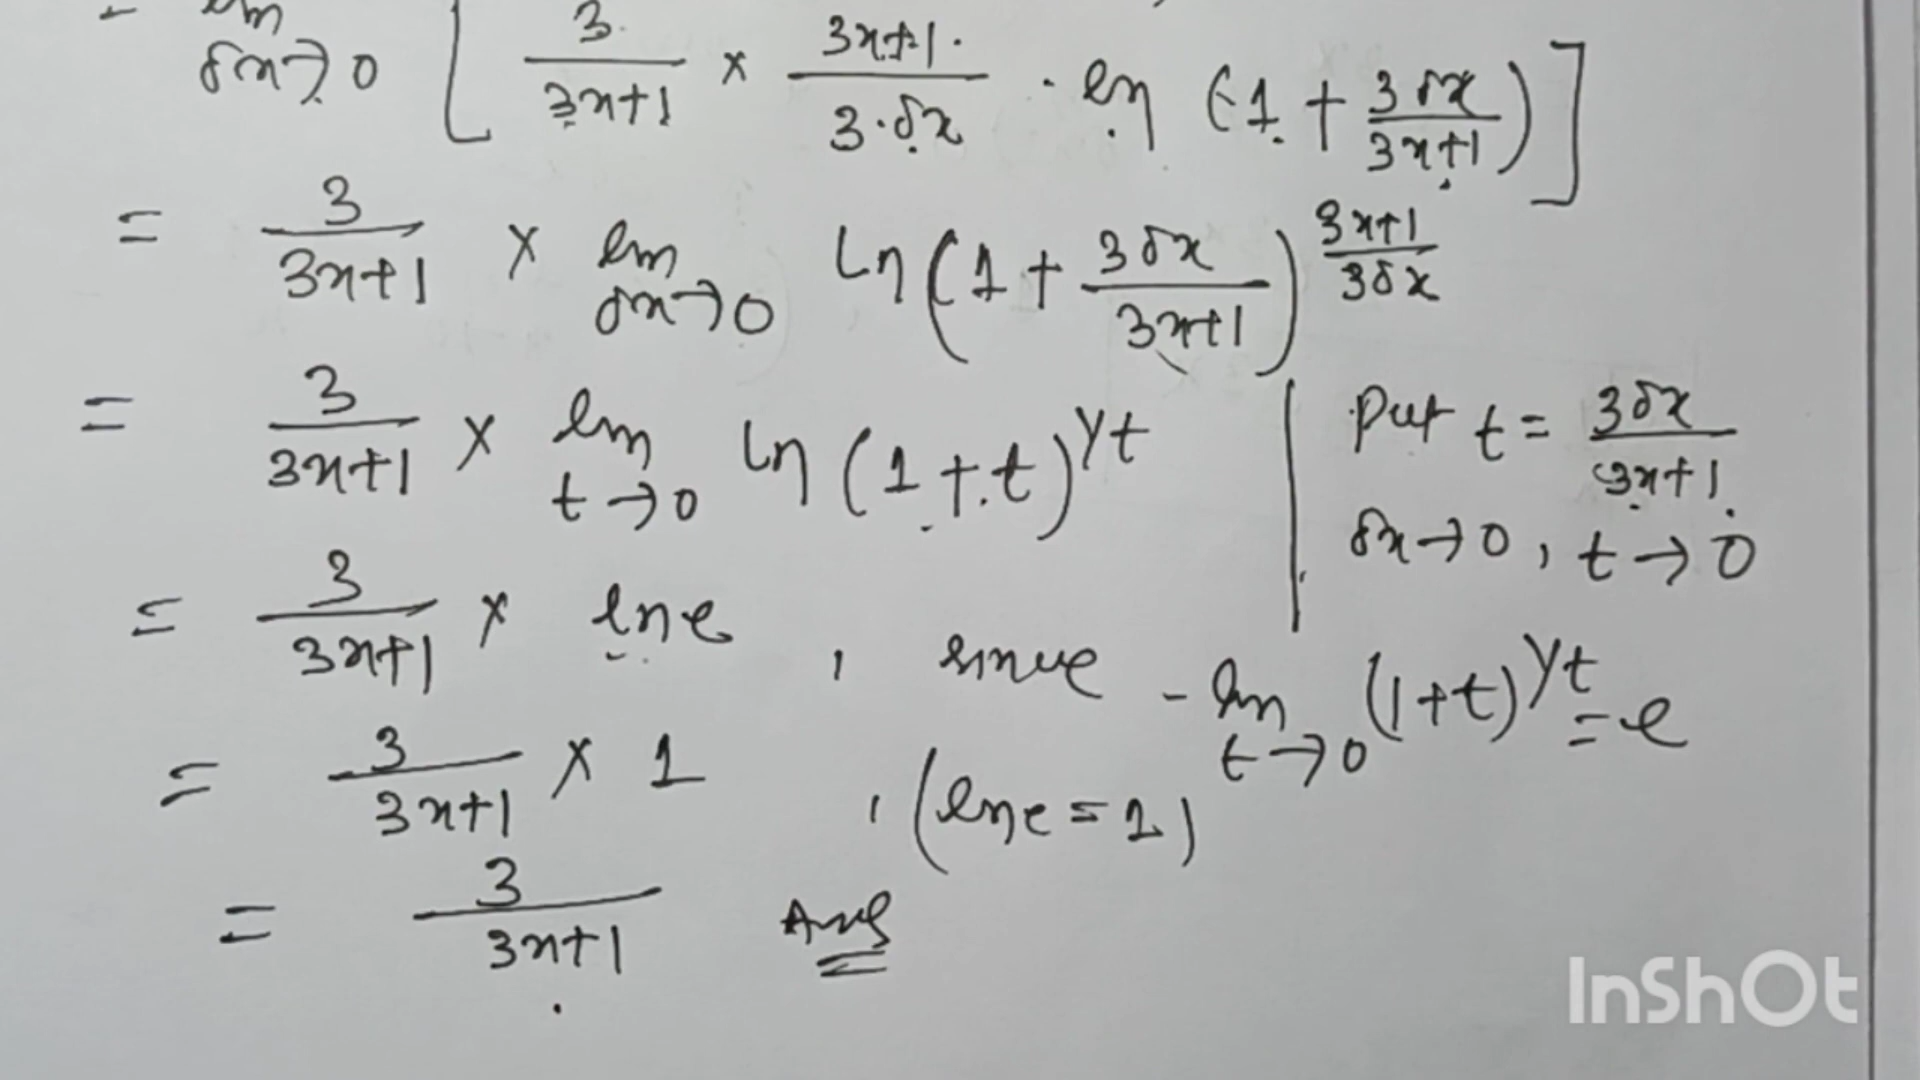 = lim δx→0 [ 3/(3x+1) × (3x+1)/(3·δx) · ln (1 + 3δx/(3x+1)) ]
= 3/(3x+1) × lim δx→0 ln (1 + 3δx/(3x+1))^((3x+1)/(3δx))
= 3/(3x+1) × lim t→0 ln (1+t)^(1/t) | Put t = 3δx/(3x+1)
δx→0, t→0
= 3/(3x+1) × lne , since lim t→0 (1+t)^(1/t) = e
= 3/(3x+1) × 1 , (lne = 1)
= 3/(3x+1) Ans
InShOt